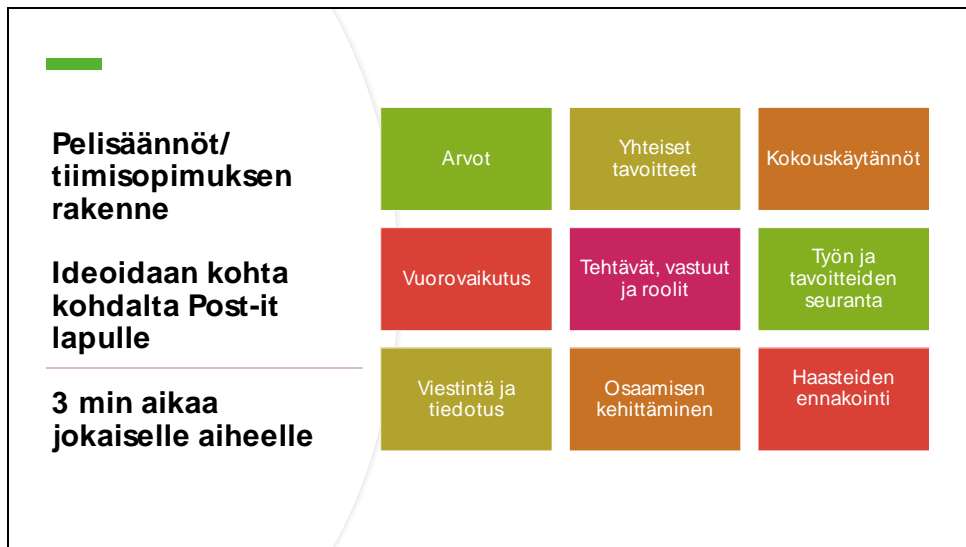 Pelisäännöt/
tiimisopimuksen
rakenne
Ideoidaan kohta
kohdalta Post-it
lapulle
3 min aikaa
jokaiselle aiheelle
Arvot
Yhteiset
tavoitteet
Kokouskäytännöt
Vuorovaikutus
Tehtävät, vastuut
ja roolit
Työn ja
tavoitteiden
seuranta
Viestintä ja
tiedotus
Osaamisen
kehittäminen
Haasteiden
ennakointi